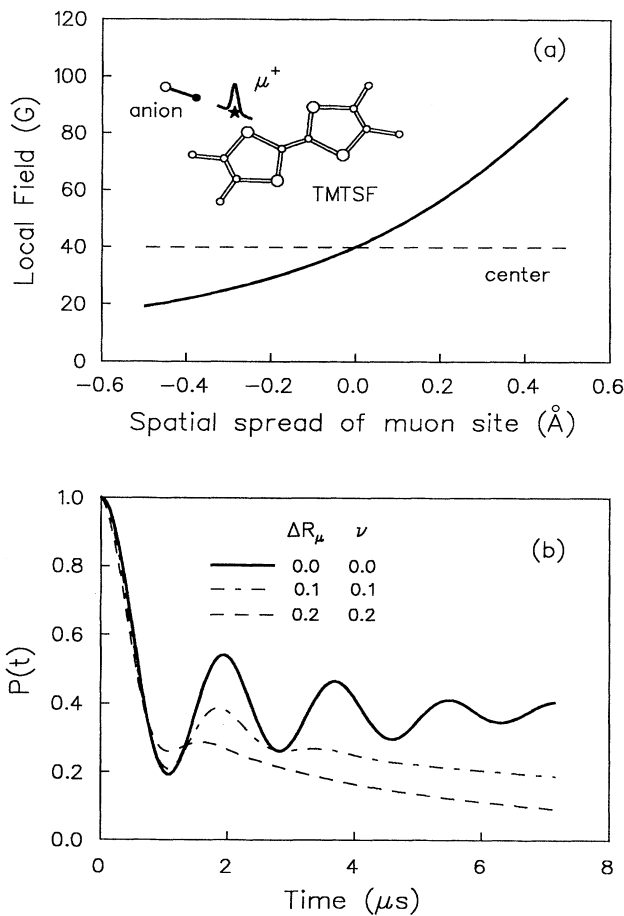 (a)
120
100
80
60
40
20
0
Local Field (G)
μ+
anion
TMTSF
center
−0.6 −0.4 −0.2 0.0 0.2 0.4 0.6
Spatial spread of muon site (Å)
(b)
1.0
0.8
0.6
0.4
0.2
0.0
P(t)
ΔRμ ν
0.0 0.0
0.1 0.1
0.2 0.2
0 2 4 6 8
Time (μs)